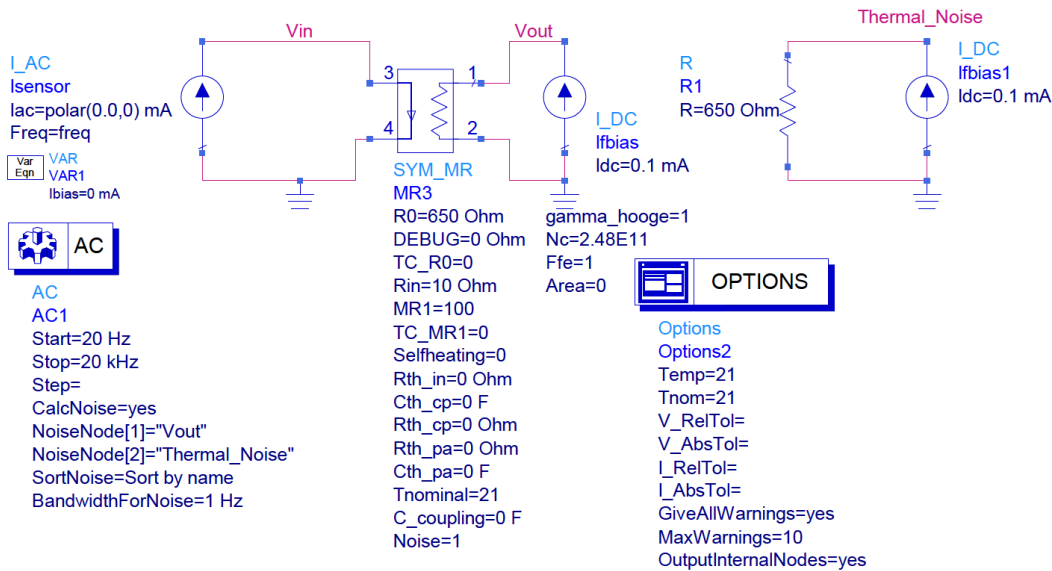 Vin
Vout
Thermal_Noise
I_AC
Isensor
Iac=polar(0.0,0) mA
Freq=freq
Var
Eqn
VAR
VAR1
Ibias=0 mA
3
1
4
2
I_DC
Ifbias
Idc=0.1 mA
R
R1
R=650 Ohm
I_DC
Ifbias1
Idc=0.1 mA
SYM_MR
MR3
R0=650 Ohm
DEBUG=0 Ohm
TC_R0=0
Rin=10 Ohm
MR1=100
TC_MR1=0
Selfheating=0
Rth_in=0 Ohm
Cth_cp=0 F
Rth_cp=0 Ohm
Rth_pa=0 Ohm
Cth_pa=0 F
Tnominal=21
C_coupling=0 F
Noise=1
gamma_hooge=1
Nc=2.48E11
Ffe=1
Area=0
AC
AC
AC1
Start=20 Hz
Stop=20 kHz
Step=
CalcNoise=yes
NoiseNode[1]="Vout"
NoiseNode[2]="Thermal_Noise"
SortNoise=Sort by name
BandwidthForNoise=1 Hz
OPTIONS
Options
Options2
Temp=21
Tnom=21
V_RelTol=
V_AbsTol=
I_RelTol=
I_AbsTol=
GiveAllWarnings=yes
MaxWarnings=10
OutputInternalNodes=yes